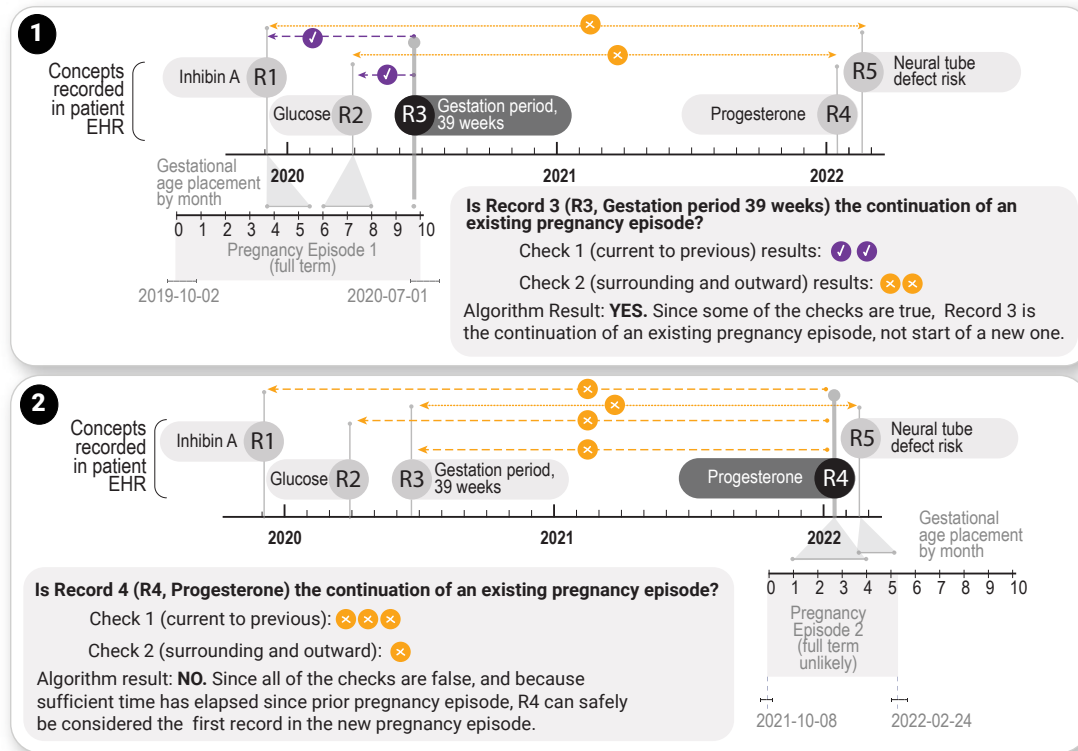 1
Concepts
recorded
in patient
EHR
Inhibin A R1
Glucose R2
R3 Gestation period,
39 weeks
Progesterone R4
R5 Neural tube
defect risk
2020 2021 2022
Gestational
age placement
by month
0 1 2 3 4 5 6 7 8 9 10
Pregnancy Episode 1
(full term)
2019-10-02 2020-07-01
Is Record 3 (R3, Gestation period 39 weeks) the continuation of an
existing pregnancy episode?
Check 1 (current to previous) results:
Check 2 (surrounding and outward) results:
Algorithm Result: YES. Since some of the checks are true, Record 3 is
the continuation of an existing pregnancy episode, not start of a new one.
2
Concepts
recorded
in patient
EHR
Inhibin A R1
Glucose R2
R3 Gestation period,
39 weeks
Progesterone R4
R5 Neural tube
defect risk
2020 2021 2022
Gestational
age placement
by month
0 1 2 3 4 5 6 7 8 9 10
Pregnancy
Episode 2
(full term
unlikely)
2021-10-08 2022-02-24
Is Record 4 (R4, Progesterone) the continuation of an existing pregnancy episode?
Check 1 (current to previous):
Check 2 (surrounding and outward):
Algorithm result: NO. Since all of the checks are false, and because
sufficient time has elapsed since prior pregnancy episode, R4 can safely
be considered the first record in the new pregnancy episode.